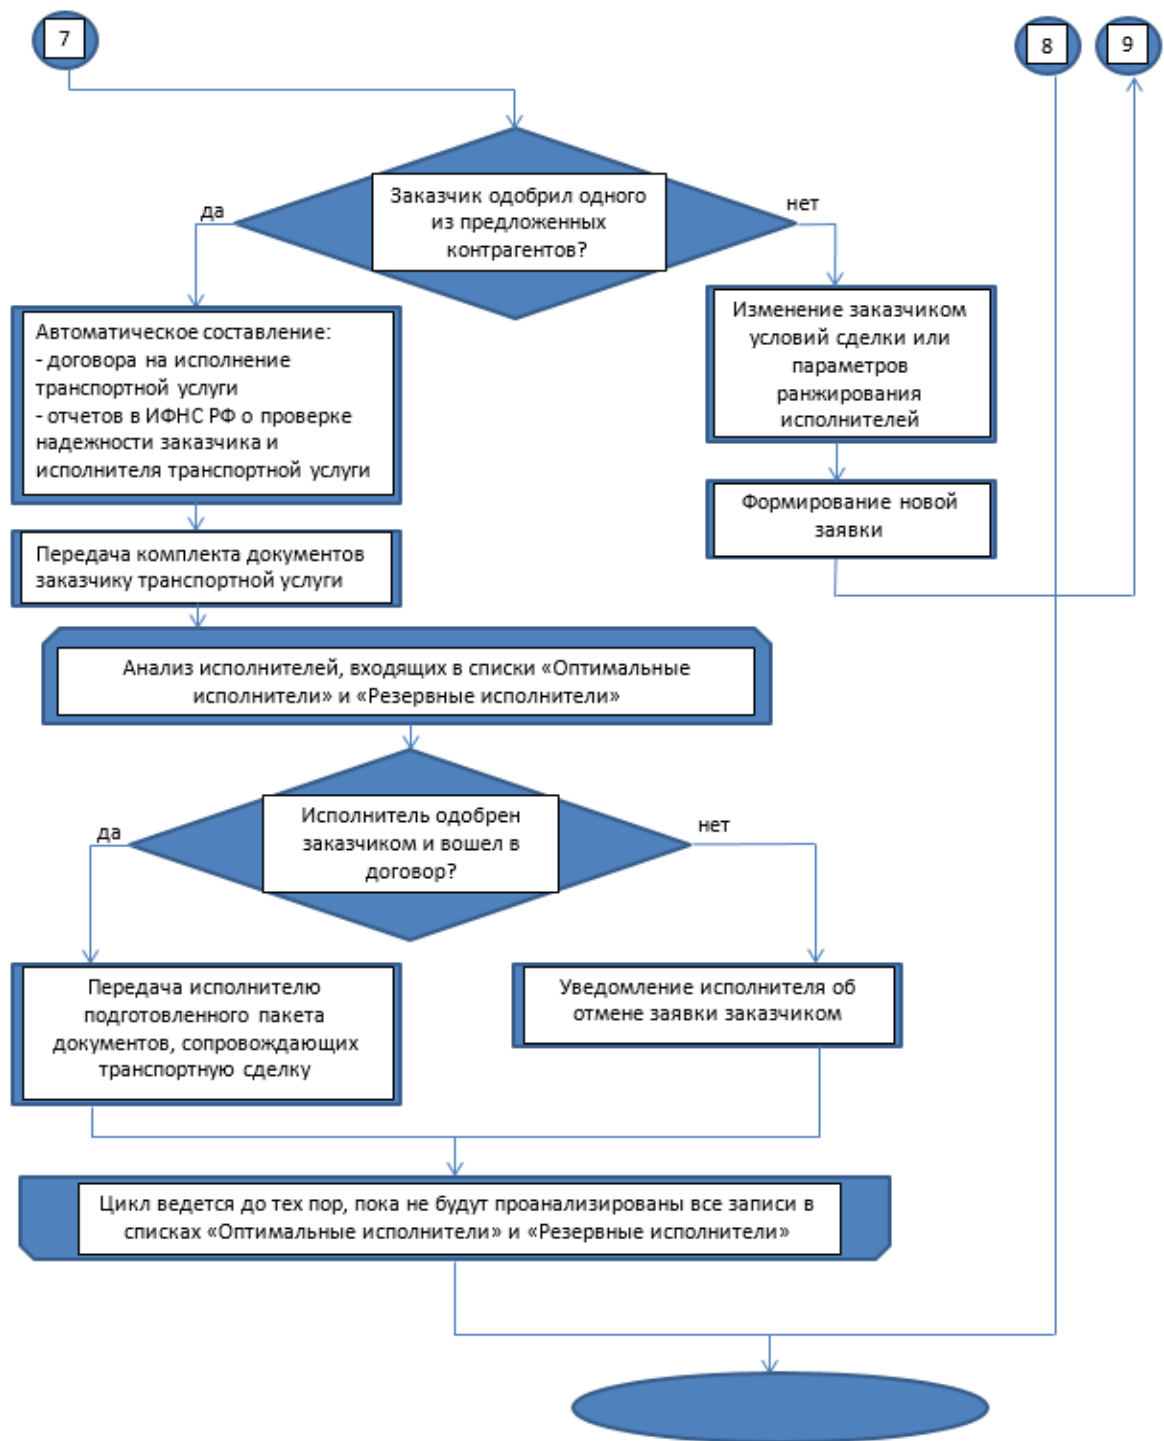 7
8
9
Заказчик одобрил одного
из предложенных
контрагентов?
да
нет
Автоматическое составление:
- договора на исполнение
транспортной услуги
- отчетов в ИФНС РФ о проверке
надежности заказчика и
исполнителя транспортной услуги
Изменение заказчиком
условий сделки или
параметров
ранжирования
исполнителей
Формирование новой
заявки
Передача комплекта документов
заказчику транспортной услуги
Анализ исполнителей, входящих в списки «Оптимальные
исполнители» и «Резервные исполнители»
Исполнитель одобрен
заказчиком и вошел в
договор?
да
нет
Передача исполнителю
подготовленного пакета
документов, сопровождающих
транспортную сделку
Уведомление исполнителя об
отмене заявки заказчиком
Цикл ведется до тех пор, пока не будут проанализированы все записи в
списках «Оптимальные исполнители» и «Резервные исполнители»